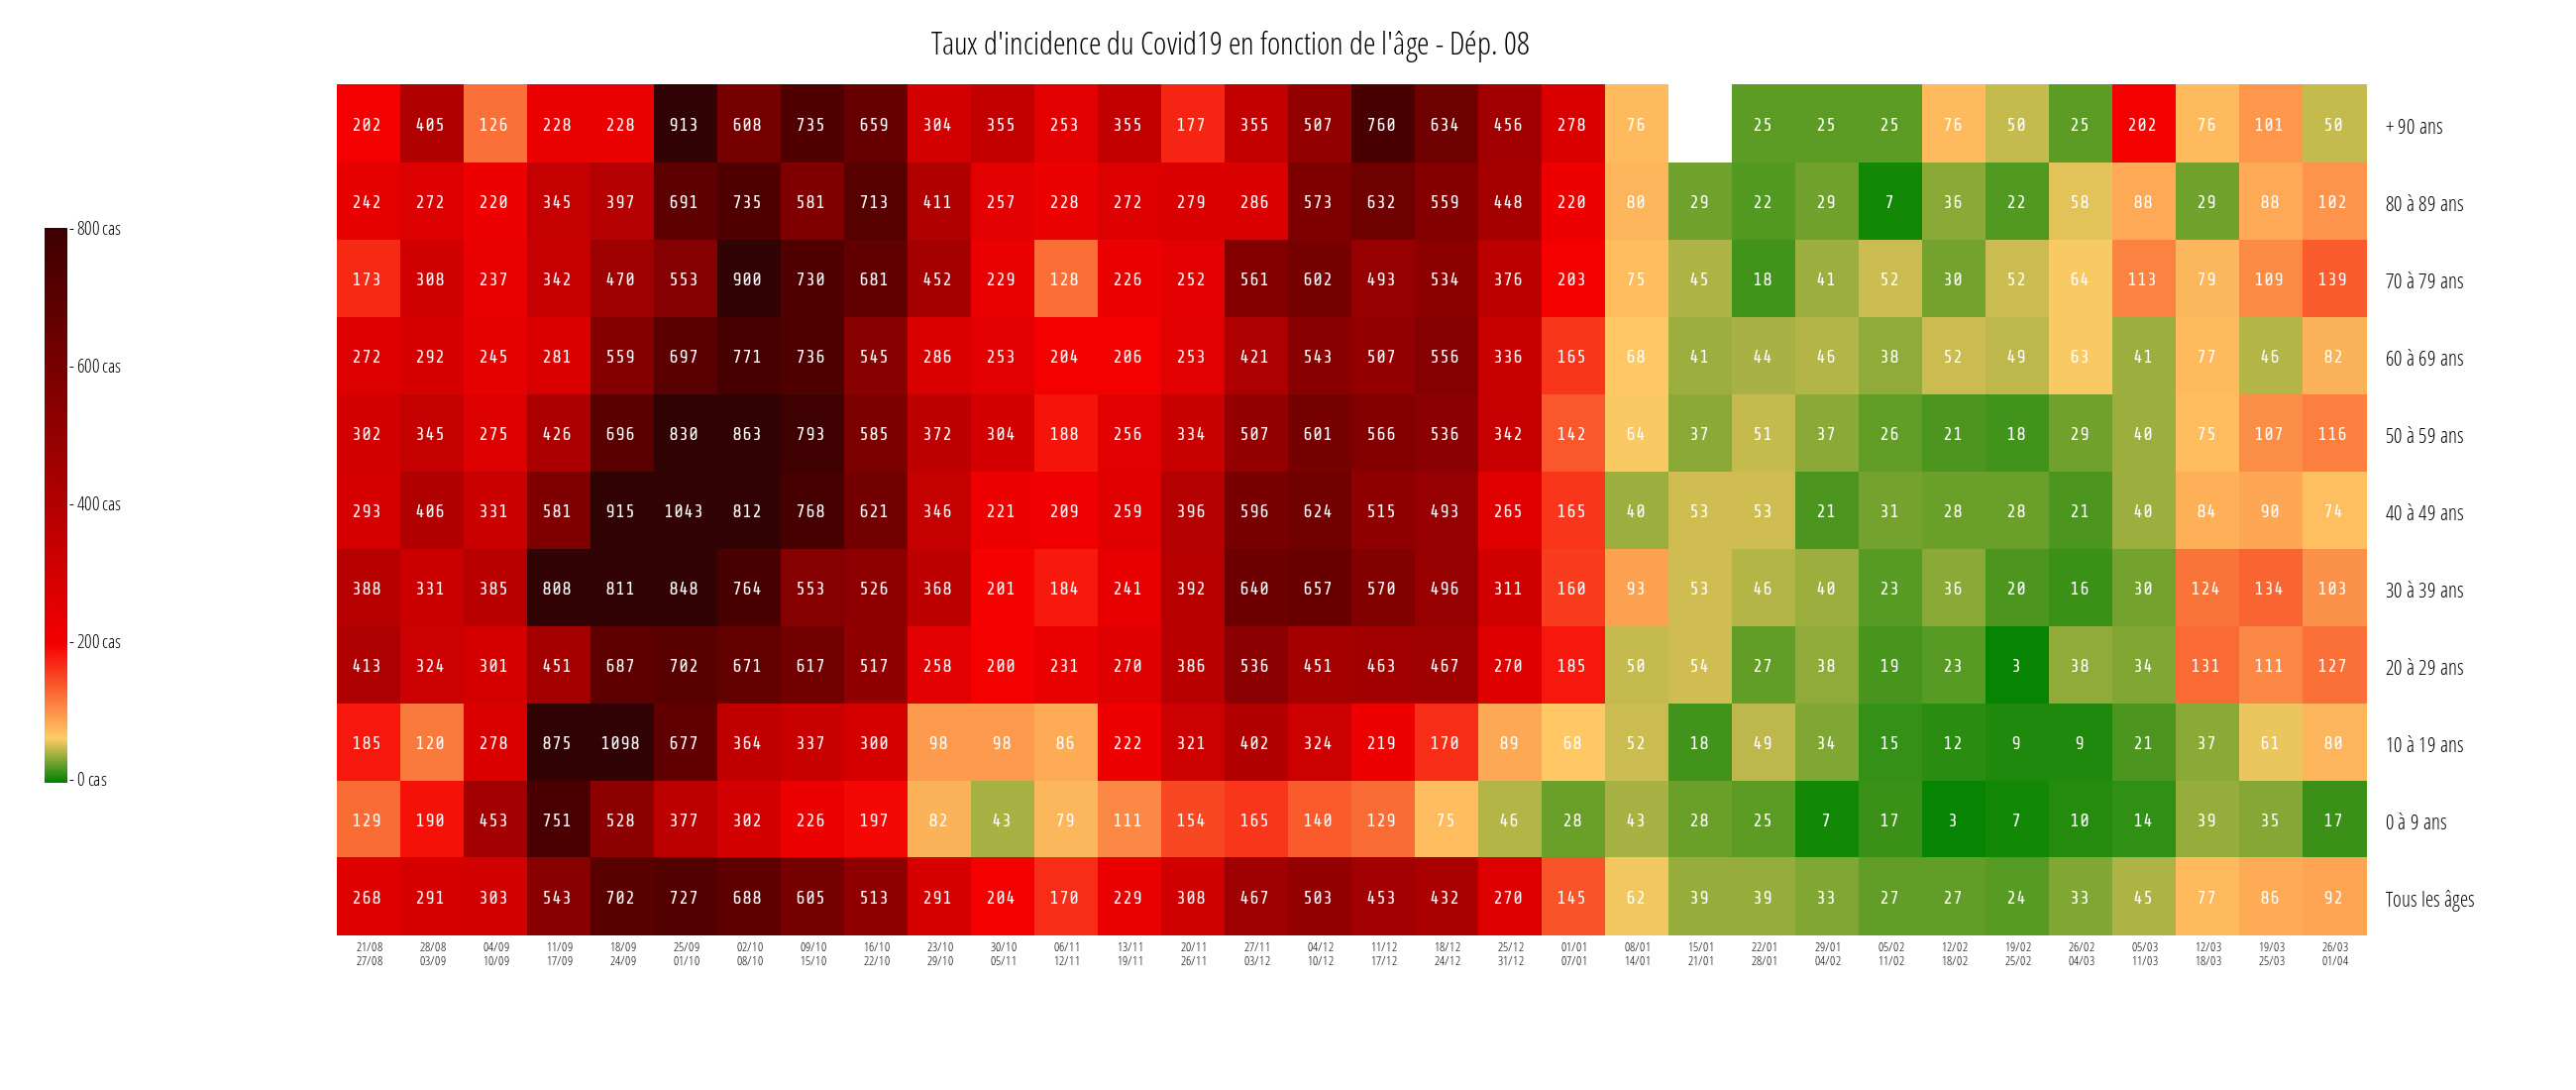 Taux d'incidence du Covid19 en fonction de l'âge - Dép. 08
- 800 cas
- 600 cas
- 400 cas
- 200 cas
- 0 cas
202 405 126 228 228 913 608 735 659 304 355 253 355 177 355 507 760 634 456 278 76 25 25 25 76 50 25 202 76 101 50 + 90 ans
242 272 220 345 397 691 735 581 713 411 257 228 272 279 286 573 632 559 448 220 80 29 22 29 7 36 22 58 88 29 88 102 80 à 89 ans
173 308 237 342 470 553 900 730 681 452 229 128 226 252 561 602 493 534 376 203 75 45 18 41 52 30 52 64 113 79 109 139 70 à 79 ans
272 292 245 281 559 697 771 736 545 286 253 204 206 253 421 543 507 556 336 165 68 41 44 46 38 52 49 63 41 77 46 82 60 à 69 ans
302 345 275 426 696 830 863 793 585 372 304 188 256 334 507 601 566 536 342 142 64 37 51 37 26 21 18 29 40 75 107 116 50 à 59 ans
293 406 331 581 915 1043 812 768 621 346 221 209 259 396 596 624 515 493 265 165 40 53 53 21 31 28 28 21 40 84 90 74 40 à 49 ans
388 331 385 808 811 848 764 553 526 368 201 184 241 392 640 657 570 496 311 160 93 53 46 40 23 36 20 16 30 124 134 103 30 à 39 ans
413 324 301 451 687 702 671 617 517 258 200 231 270 386 536 451 463 467 270 185 50 54 27 38 19 23 3 38 34 131 111 127 20 à 29 ans
185 120 278 875 1098 677 364 337 300 98 98 86 222 321 402 324 219 170 89 68 52 18 49 34 15 12 9 9 21 37 61 80 10 à 19 ans
129 190 453 751 528 377 302 226 197 82 43 79 111 154 165 140 129 75 46 28 43 28 25 7 17 3 7 10 14 39 35 17 0 à 9 ans
268 291 303 543 702 727 688 605 513 291 204 170 229 308 467 503 453 432 270 145 62 39 39 33 27 27 24 33 45 77 86 92 Tous les âges
21/08 28/08 04/09 11/09 18/09 25/09 02/10 09/10 16/10 23/10 30/10 06/11 13/11 20/11 27/11 04/12 11/12 18/12 25/12 01/01 08/01 15/01 22/01 29/01 05/02 12/02 19/02 26/02 05/03 12/03 19/03 26/03
27/08 03/09 10/09 17/09 24/09 01/10 08/10 15/10 22/10 29/10 05/11 12/11 19/11 26/11 03/12 10/12 17/12 24/12 31/12 07/01 14/01 21/01 28/01 04/02 11/02 18/02 25/02 04/03 11/03 18/03 25/03 01/04